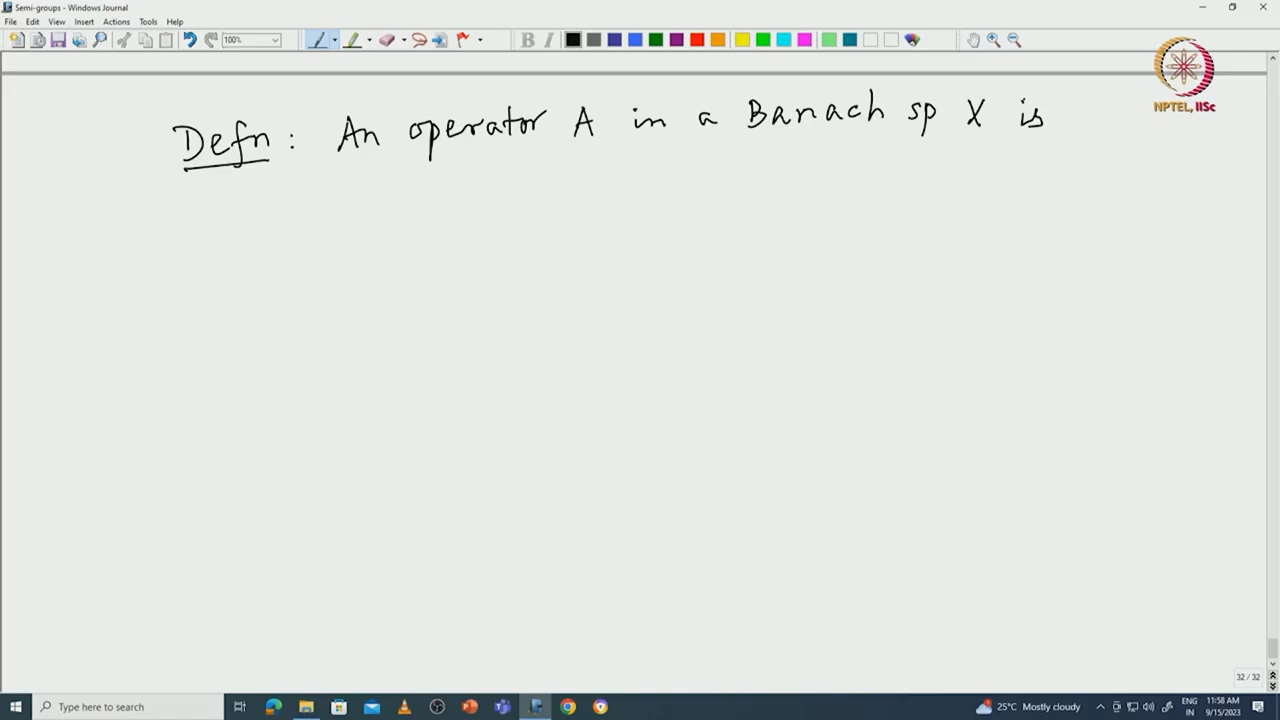 Semi-groups - Windows Journal
File Edit View Insert Actions Tools Help
100%
B I
NPTEL, IISc
Defn : An operator A in a Banach sp X is
32 / 32
Type here to search
25°C Mostly cloudy
ENG
IN
11:58 AM
9/15/2023